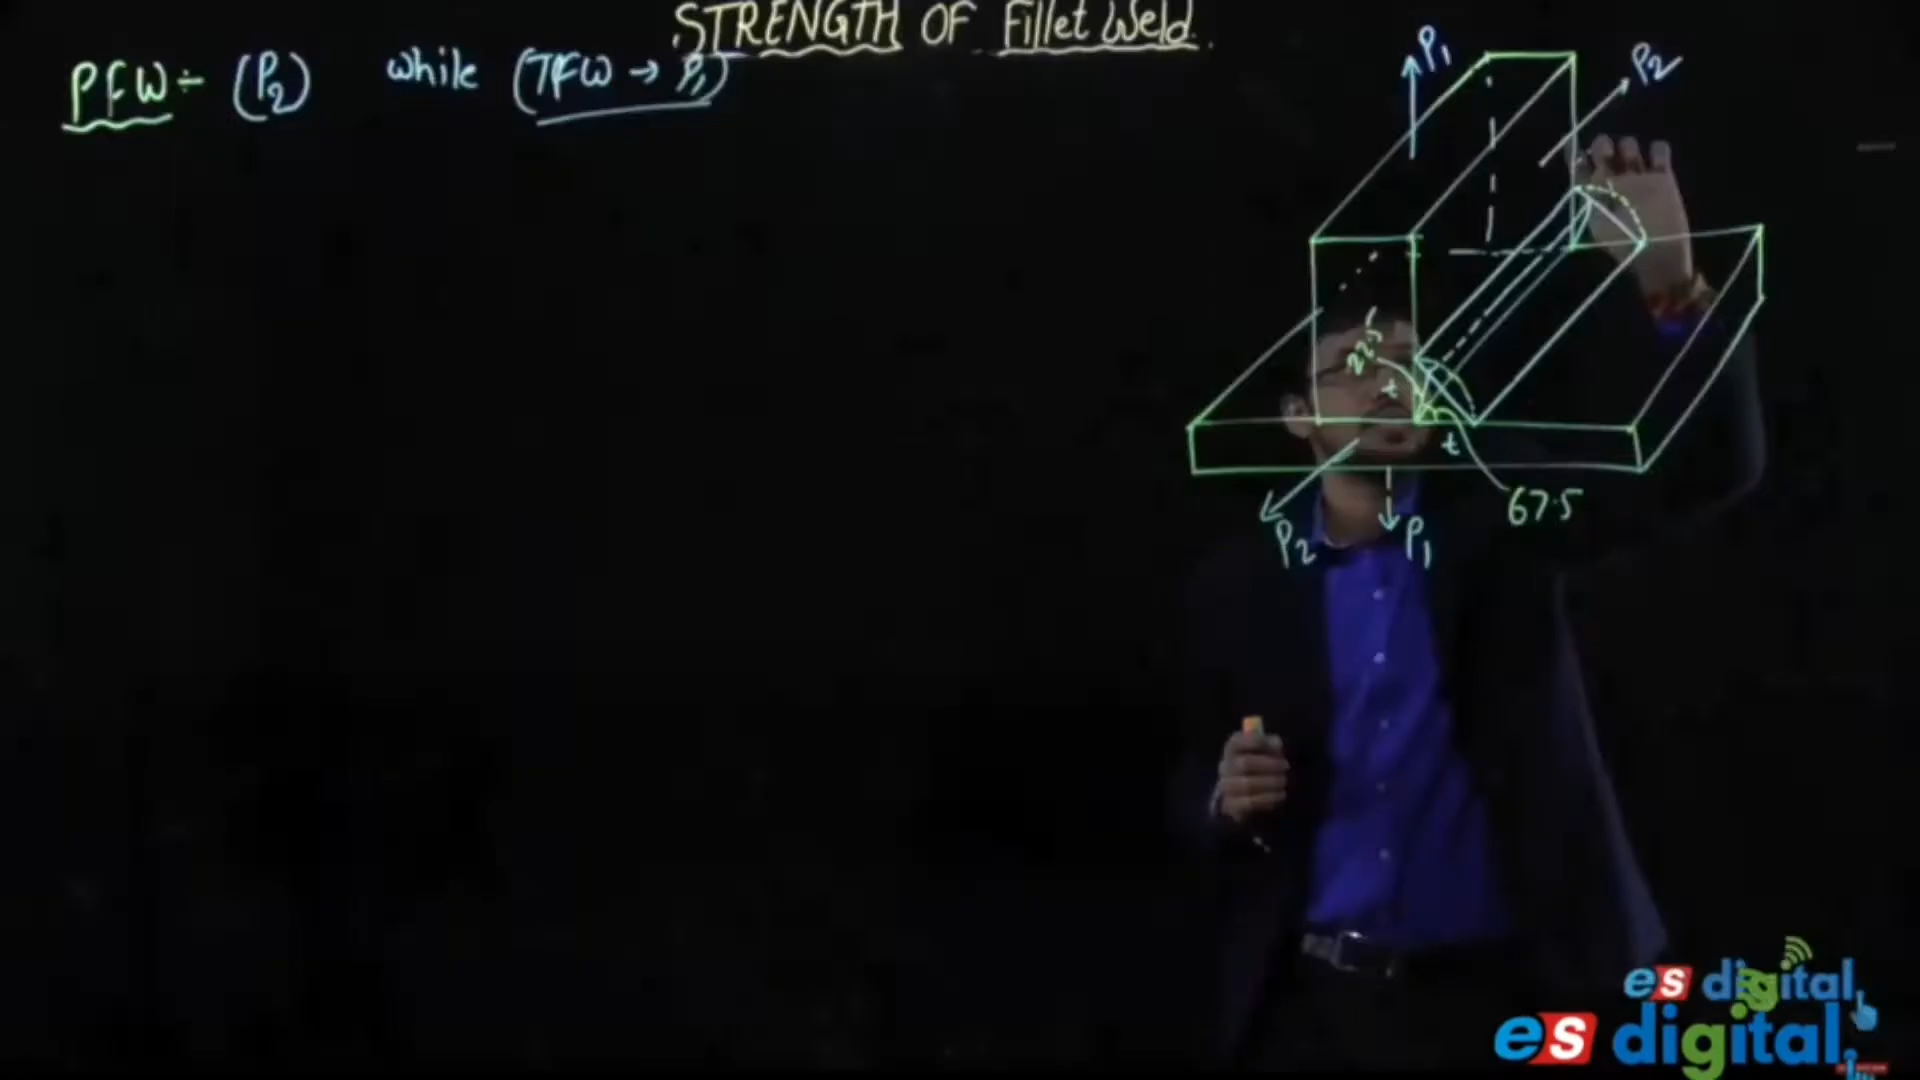 STRENGTH OF Fillet Weld.
PFW ÷ (P2) while (TFW → P1)
P1
P2
22.5
t
t
67.5
P2
P1
es digital
es digital